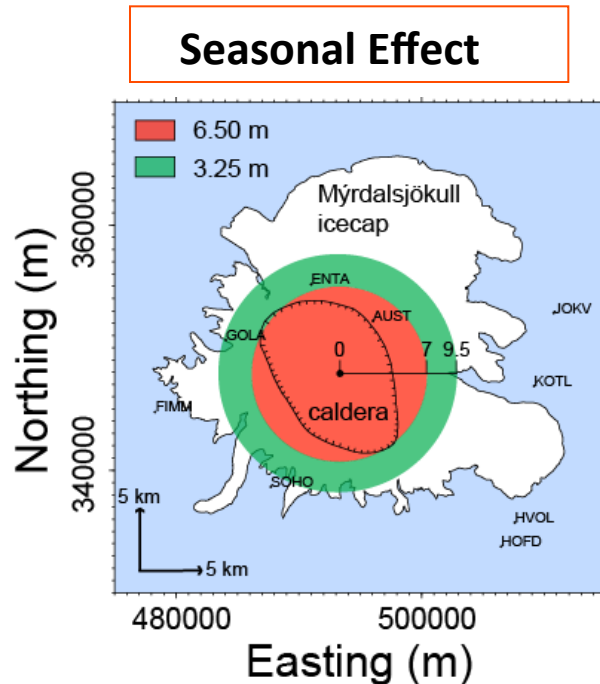 Seasonal Effect
6.50 m
3.25 m
Mýrdalsjökull
icecap
360000
ENTA
JOKV
AUST
GOLA
0
7
9.5
KOTL
caldera
FIMM
Northing (m)
340000
SOHO
5 km
HVOL
HOFD
5 km
480000
500000
Easting (m)